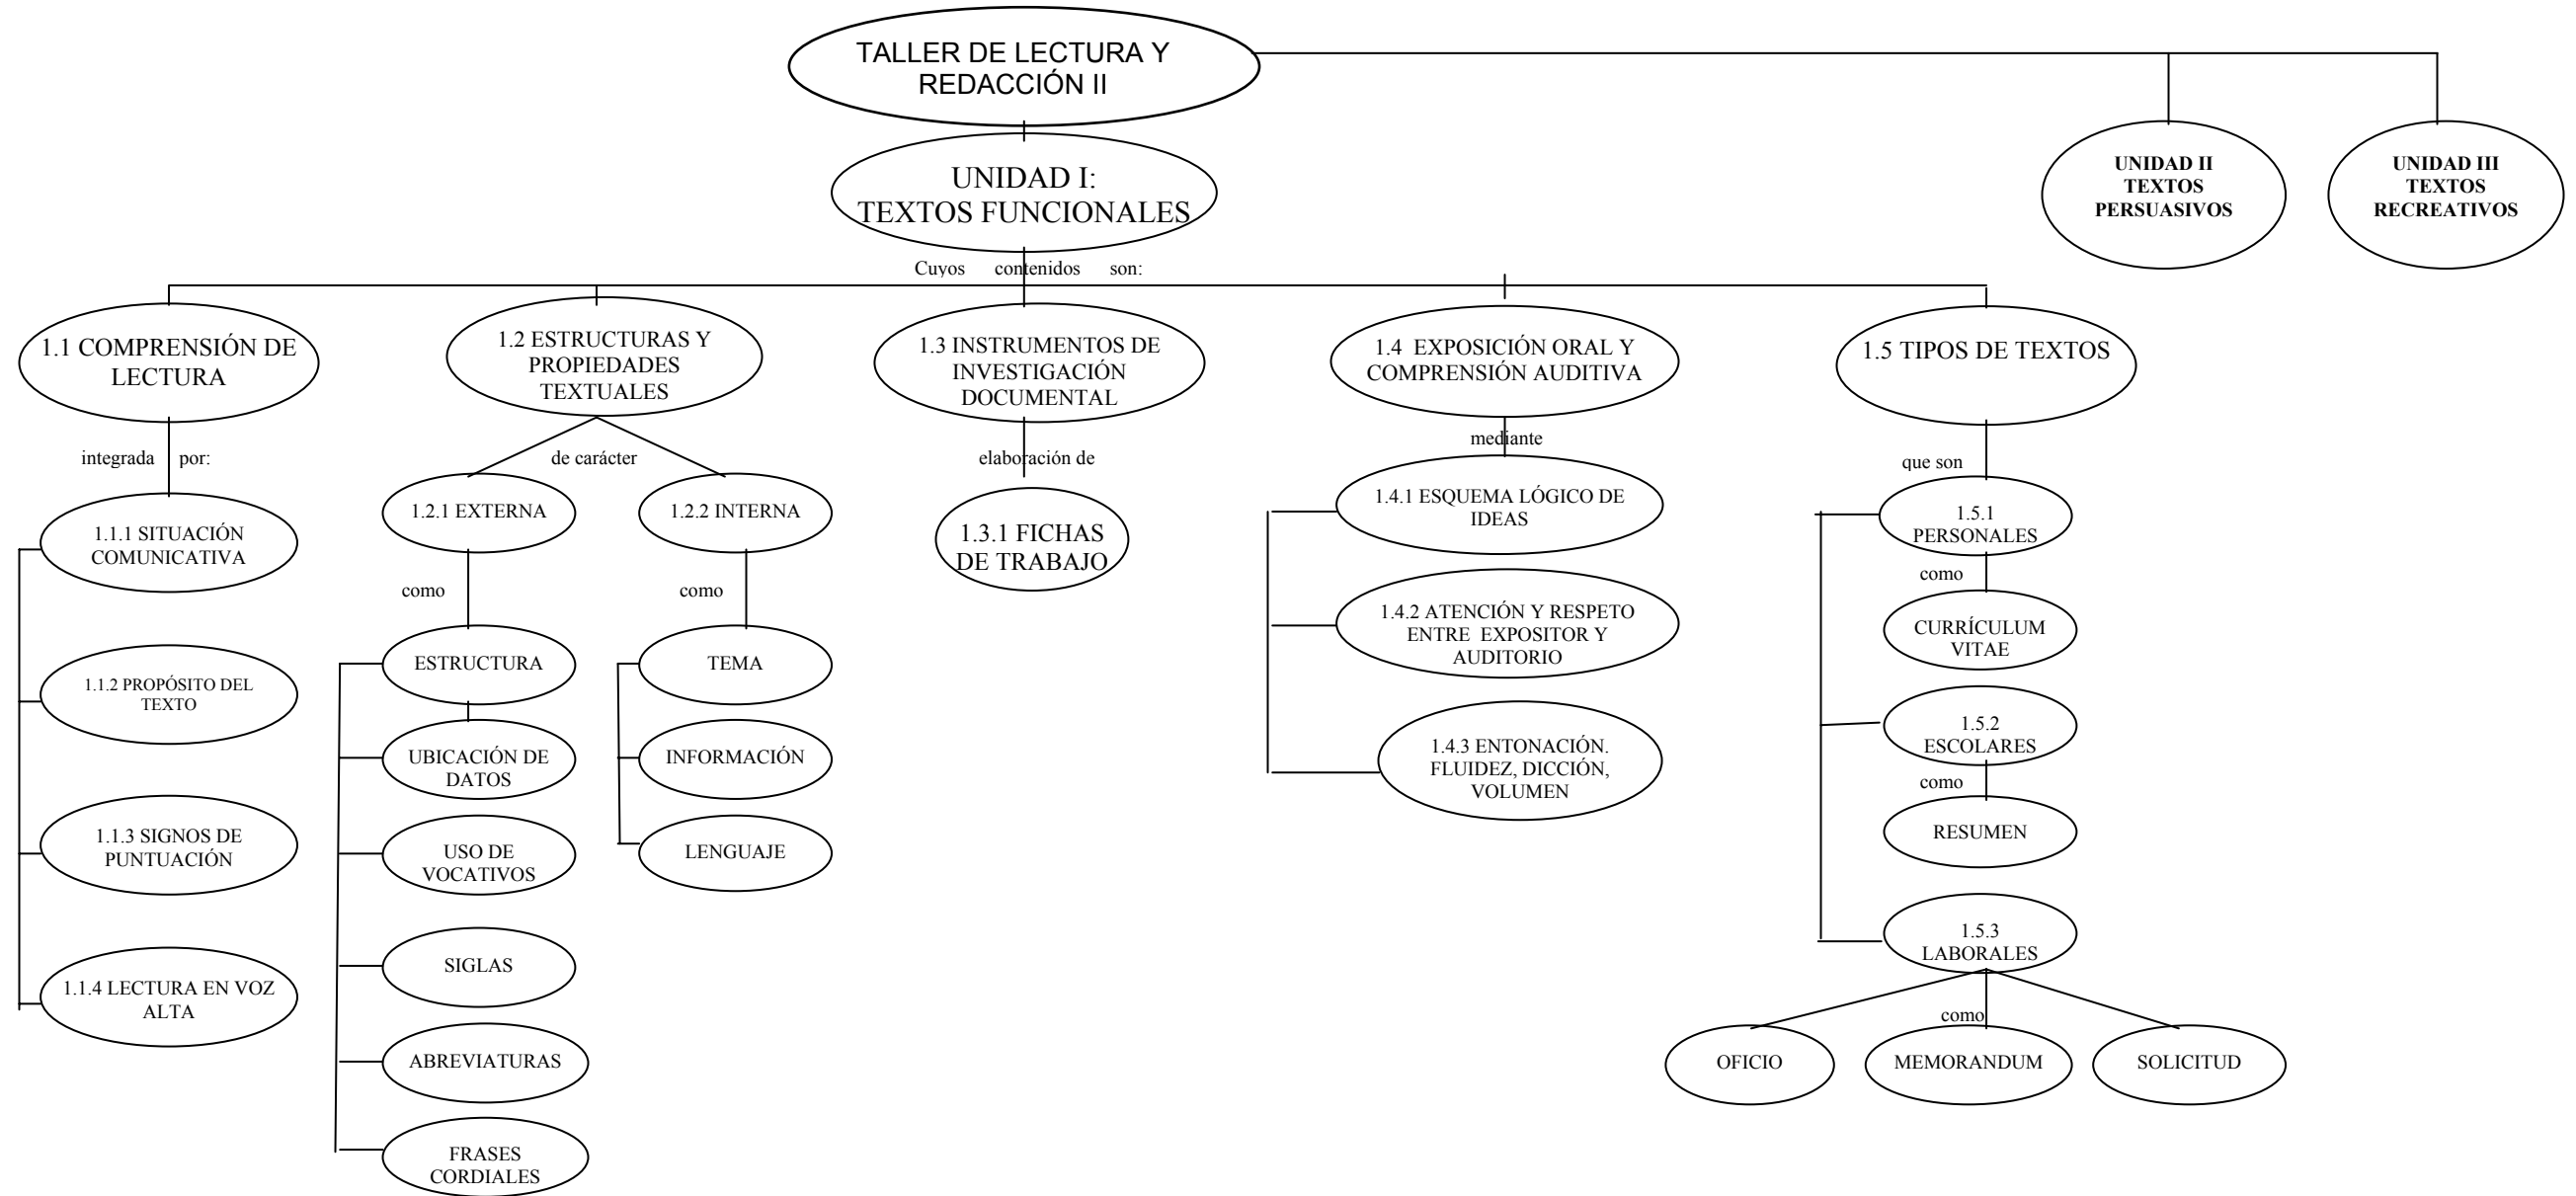 TALLER DE LECTURA Y
REDACCIÓN II
UNIDAD I:
TEXTOS FUNCIONALES
UNIDAD II
TEXTOS
PERSUASIVOS
UNIDAD III
TEXTOS
RECREATIVOS
Cuyos contenidos son:
1.1 COMPRENSIÓN DE
LECTURA
1.2 ESTRUCTURAS Y
PROPIEDADES
TEXTUALES
1.3 INSTRUMENTOS DE
INVESTIGACIÓN
DOCUMENTAL
1.4 EXPOSICIÓN ORAL Y
COMPRENSIÓN AUDITIVA
1.5 TIPOS DE TEXTOS
integrada por:
de carácter
elaboración de
mediante
que son
1.1.1 SITUACIÓN
COMUNICATIVA
1.1.2 PROPÓSITO DEL
TEXTO
1.1.3 SIGNOS DE
PUNTUACIÓN
1.1.4 LECTURA EN VOZ
ALTA
1.2.1 EXTERNA
como
ESTRUCTURA
UBICACIÓN DE
DATOS
USO DE
VOCATIVOS
SIGLAS
ABREVIATURAS
FRASES
CORDIALES
1.2.2 INTERNA
como
TEMA
INFORMACIÓN
LENGUAJE
1.3.1 FICHAS
DE TRABAJO
1.4.1 ESQUEMA LÓGICO DE
IDEAS
1.4.2 ATENCIÓN Y RESPETO
ENTRE EXPOSITOR Y
AUDITORIO
1.4.3 ENTONACIÓN.
FLUIDEZ, DICCIÓN,
VOLUMEN
1.5.1
PERSONALES
como
CURRÍCULUM
VITAE
1.5.2
ESCOLARES
como
RESUMEN
1.5.3
LABORALES
como
OFICIO
MEMORANDUM
SOLICITUD